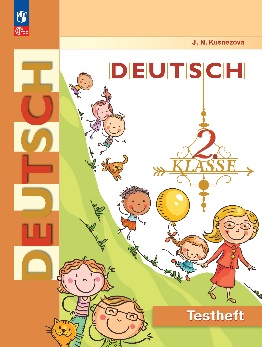 DEUTSCH
J. N. Kusnezova
DEUTSCH
2.
KLASSE
Testheft